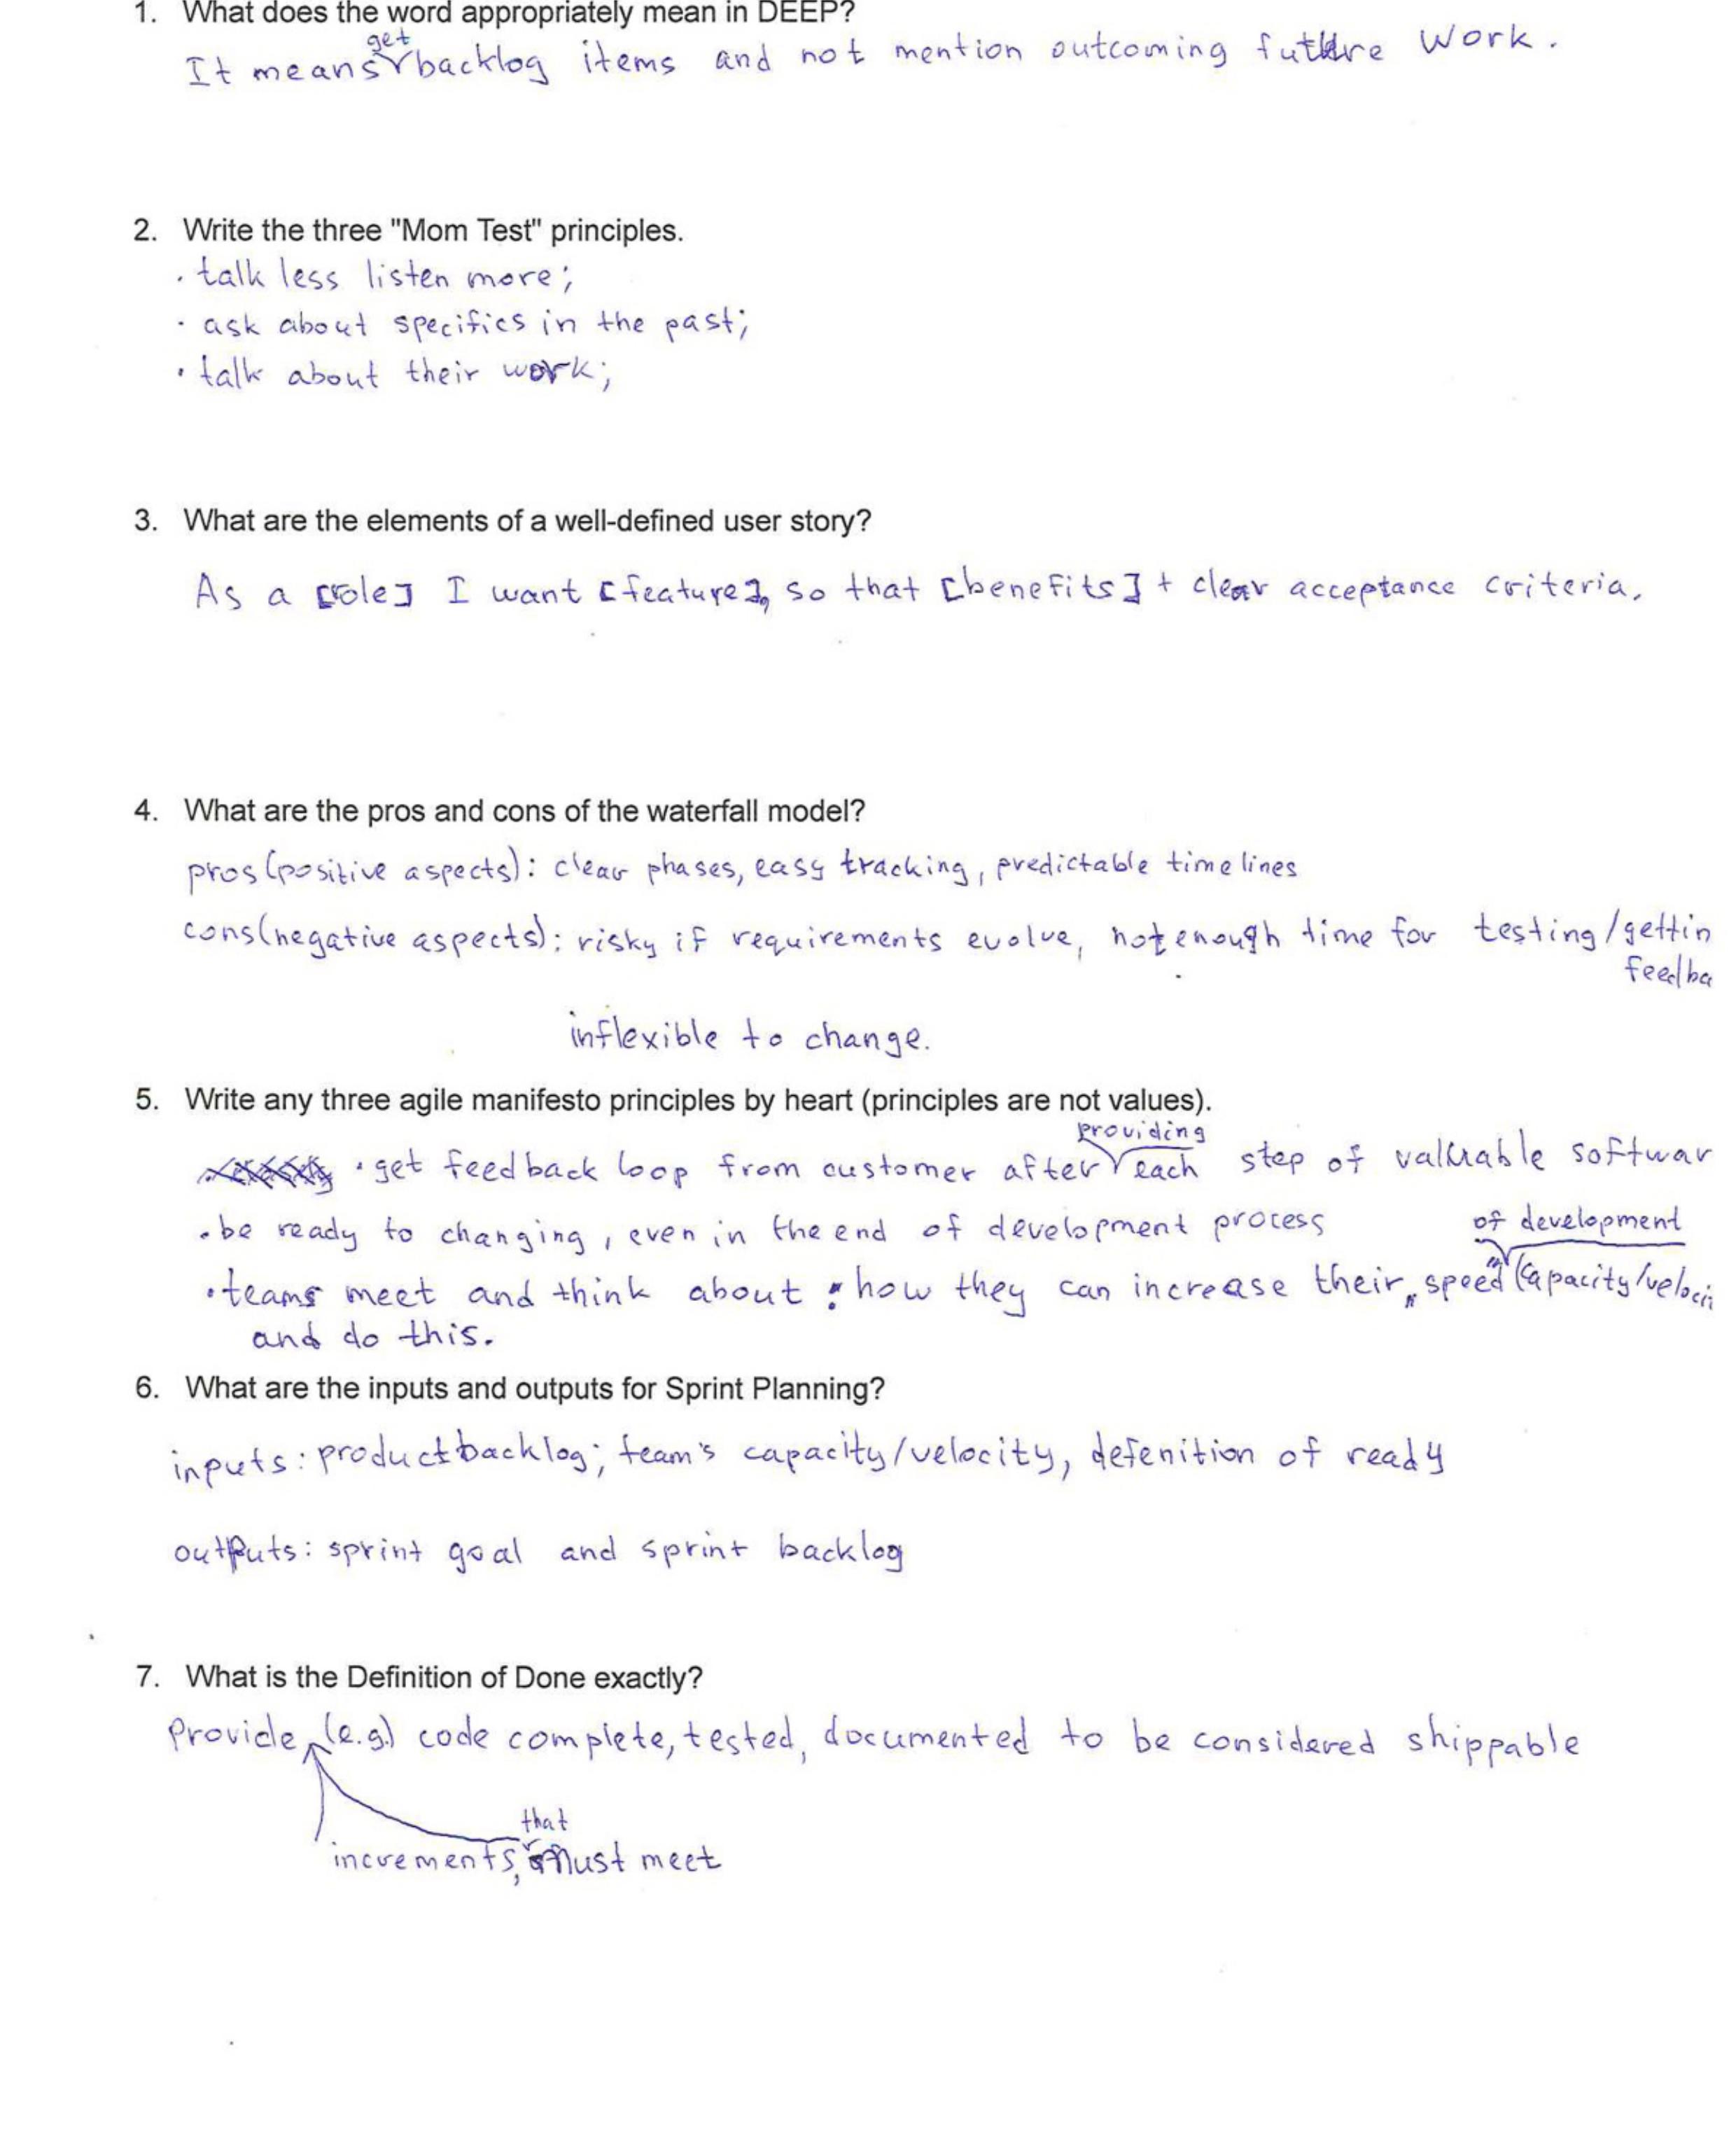 1. What does the word appropriately mean in DEEP?
get
It means backlog items and not mention outcoming future work.
2. Write the three "Mom Test" principles.
· talk less listen more;
· ask about specifics in the past;
· talk about their work;
3. What are the elements of a well-defined user story?
As a [role] I want [feature], so that [benefits] + clear acceptance criteria.
4. What are the pros and cons of the waterfall model?
pros (positive aspects): clear phases, easy tracking, predictable timelines
cons (negative aspects): risky if requirements evolve, not enough time for testing/gettin
feedba
inflexible to change.
5. Write any three agile manifesto principles by heart (principles are not values).
providing
· get feedback loop from customer after each step of valuable softwar
· be ready to changing, even in the end of development process
of development
· teams meet and think about : how they can increase their "speed" (capacity/veloci
and do this.
6. What are the inputs and outputs for Sprint Planning?
inputs: product backlog; team's capacity/velocity, defenition of ready
outputs: sprint goal and sprint backlog
7. What is the Definition of Done exactly?
Provide (e.g.) code complete, tested, documented to be considered shippable
that
increments, must meet